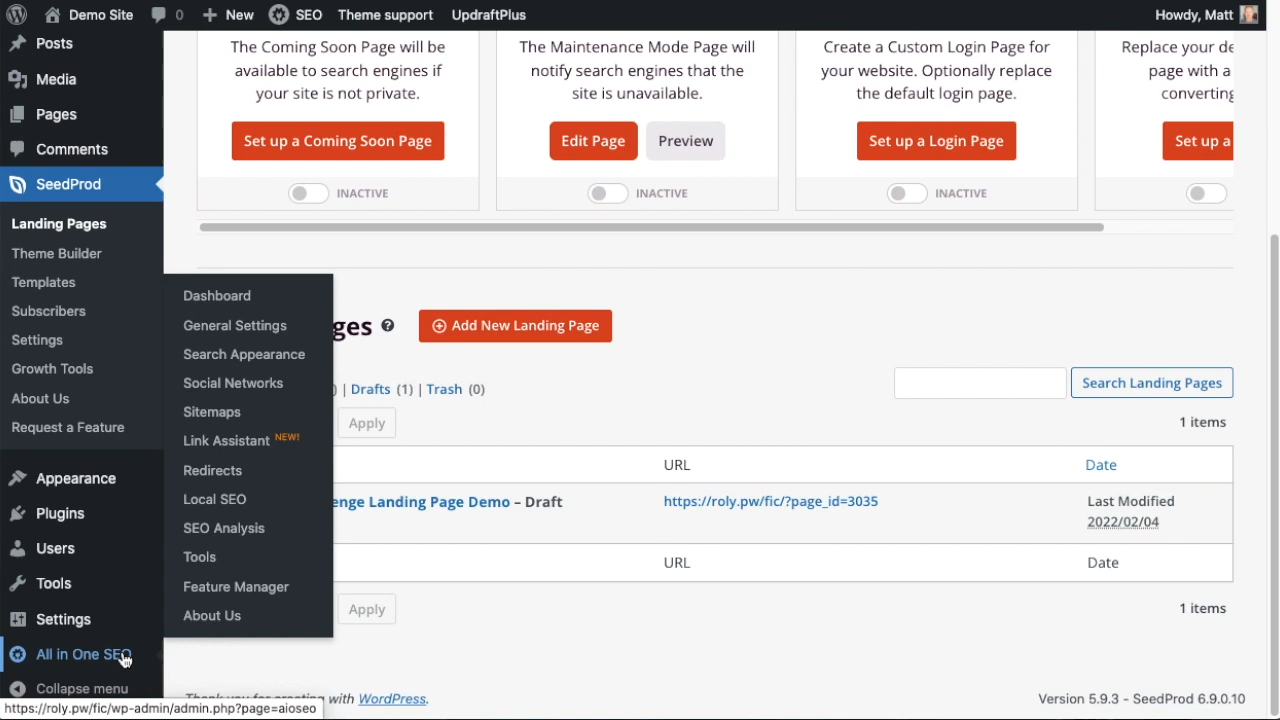 Demo Site 0 New SEO Theme support UpdraftPlus Howdy, Matt
Posts
Media
Pages
Comments
SeedProd
Landing Pages
Theme Builder
Templates
Subscribers
Settings
Growth Tools
About Us
Request a Feature
Appearance
Plugins
Users
Tools
Settings
All in One SEO
Collapse menu
https://roly.pw/fic/wp-admin/admin.php?page=aioseo
Dashboard
General Settings
Search Appearance
Social Networks
Sitemaps
Link Assistant NEW!
Redirects
Local SEO
SEO Analysis
Tools
Feature Manager
About Us
The Coming Soon Page will be
available to search engines if
your site is not private.
Set up a Coming Soon Page
INACTIVE
The Maintenance Mode Page will
notify search engines that the
site is unavailable.
Edit Page Preview
INACTIVE
Create a Custom Login Page for
your website. Optionally replace
the default login page.
Set up a Login Page
INACTIVE
Replace your de
page with a
converting
Set up a
ges Add New Landing Page
) | Drafts (1) | Trash (0)
Search Landing Pages
Apply 1 items
URL Date
enge Landing Page Demo – Draft https://roly.pw/fic/?page_id=3035 Last Modified
2022/02/04
URL Date
Apply 1 items
Thank you for creating with WordPress. Version 5.9.3 - SeedProd 6.9.0.10